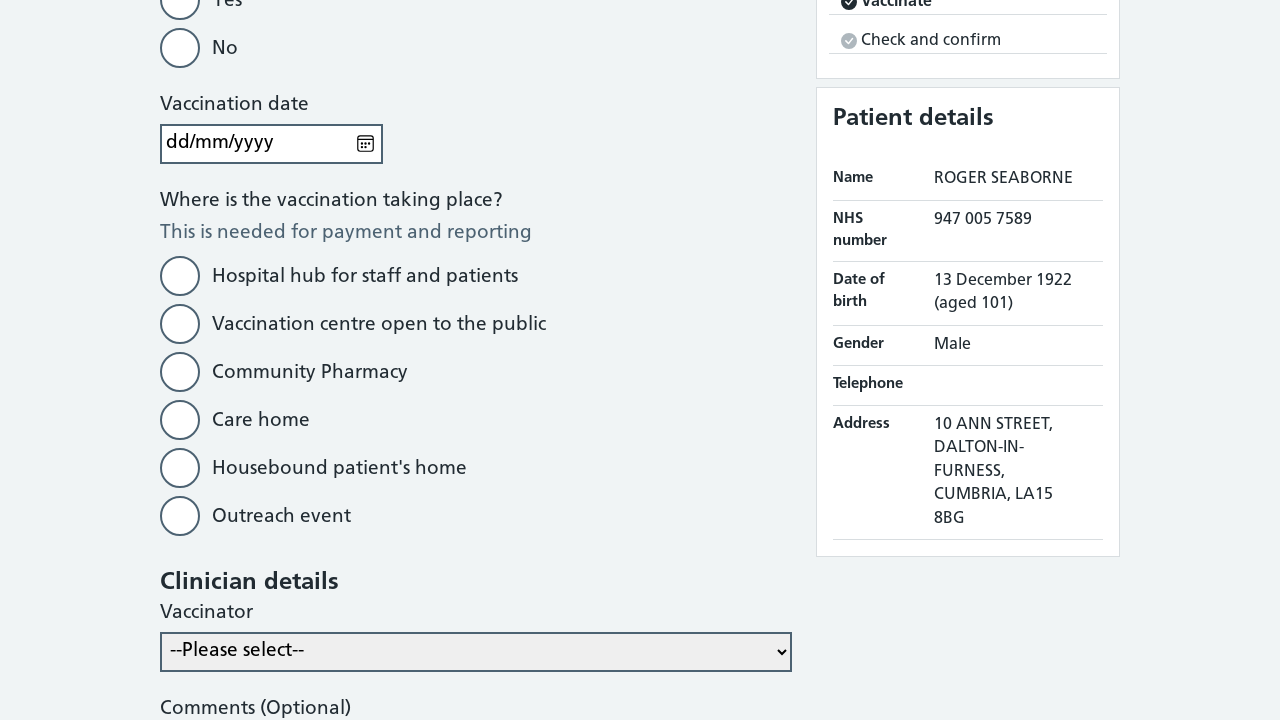 Yes
No
Vaccination date
dd/mm/yyyy
Where is the vaccination taking place?
This is needed for payment and reporting
Hospital hub for staff and patients
Vaccination centre open to the public
Community Pharmacy
Care home
Housebound patient's home
Outreach event
Clinician details
Vaccinator
--Please select--
Comments (Optional)
Vaccinate
Check and confirm
Patient details
Name ROGER SEABORNE
NHS number 947 005 7589
Date of birth 13 December 1922
(aged 101)
Gender Male
Telephone
Address 10 ANN STREET,
DALTON-IN-
FURNESS,
CUMBRIA, LA15
8BG